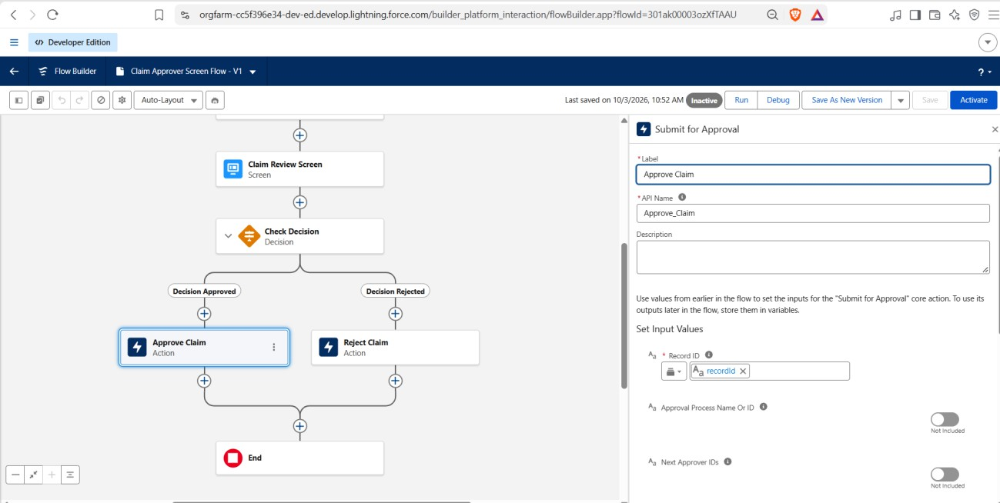 orgfarm-cc5f396e34-dev-ed.develop.lightning.force.com/builder_platform_interaction/flowBuilder.app?flowId=301ak00003ozXfTAAU
</> Developer Edition
Flow Builder
Claim Approver Screen Flow - V1
?
Auto-Layout
Last saved on 10/3/2026, 10:52 AM
Inactive
Run
Debug
Save As New Version
Save
Activate
Claim Review Screen
Screen
Check Decision
Decision
Decision Approved
Decision Rejected
Approve Claim
Action
Reject Claim
Action
End
Submit for Approval
* Label
Approve Claim
* API Name
Approve_Claim
Description
Use values from earlier in the flow to set the inputs for the "Submit for Approval" core action. To use its
outputs later in the flow, store them in variables.
Set Input Values
Aa * Record ID
Aa recordId
Aa Approval Process Name Or ID
Not Included
Aa Next Approver IDs
Not Included